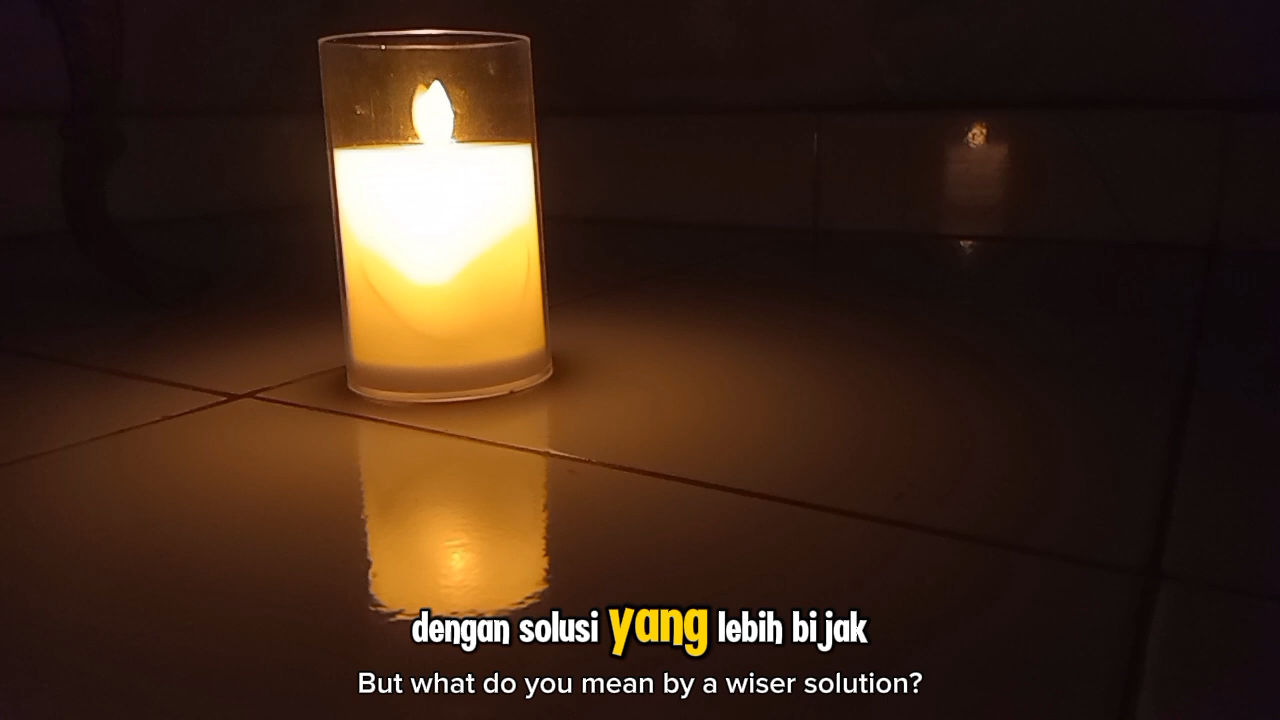 dengan solusi yang lebih bijak
But what do you mean by a wiser solution?